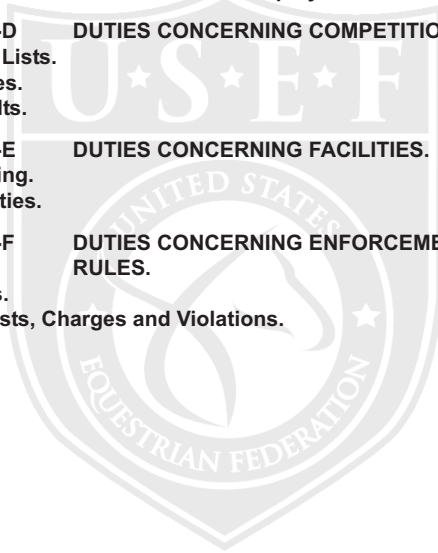 -D DUTIES CONCERNING COMPETITIO
Lists.
es.
lts.
-E DUTIES CONCERNING FACILITIES.
ing.
ties.
-F DUTIES CONCERNING ENFORCEME
RULES.
s.
sts, Charges and Violations.
U★S★E★F
UNITED STATES
EQUESTRIAN FEDERATION